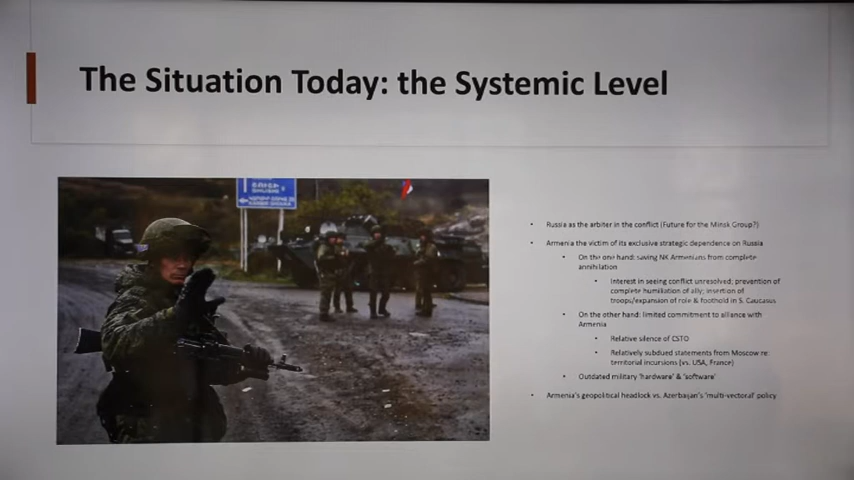 The Situation Today: the Systemic Level
• Russia as the arbiter in the conflict (Future for the Minsk Group?)
• Armenia the victim of its exclusive strategic dependence on Russia
• On the one hand: saving NK Armenians from complete
annihilation
• Interest in seeing conflict unresolved; prevention of
complete humiliation of ally; insertion of
troops/expansion of role & foothold in S. Caucasus
• On the other hand: limited commitment to alliance with
Armenia
• Relative silence of CSTO
• Relatively subdued statements from Moscow re:
territorial incursions (vs. USA, France)
• Outdated military 'hardware' & 'software'
• Armenia's geopolitical headlock vs. Azerbaijan's 'multi-vectoral' policy